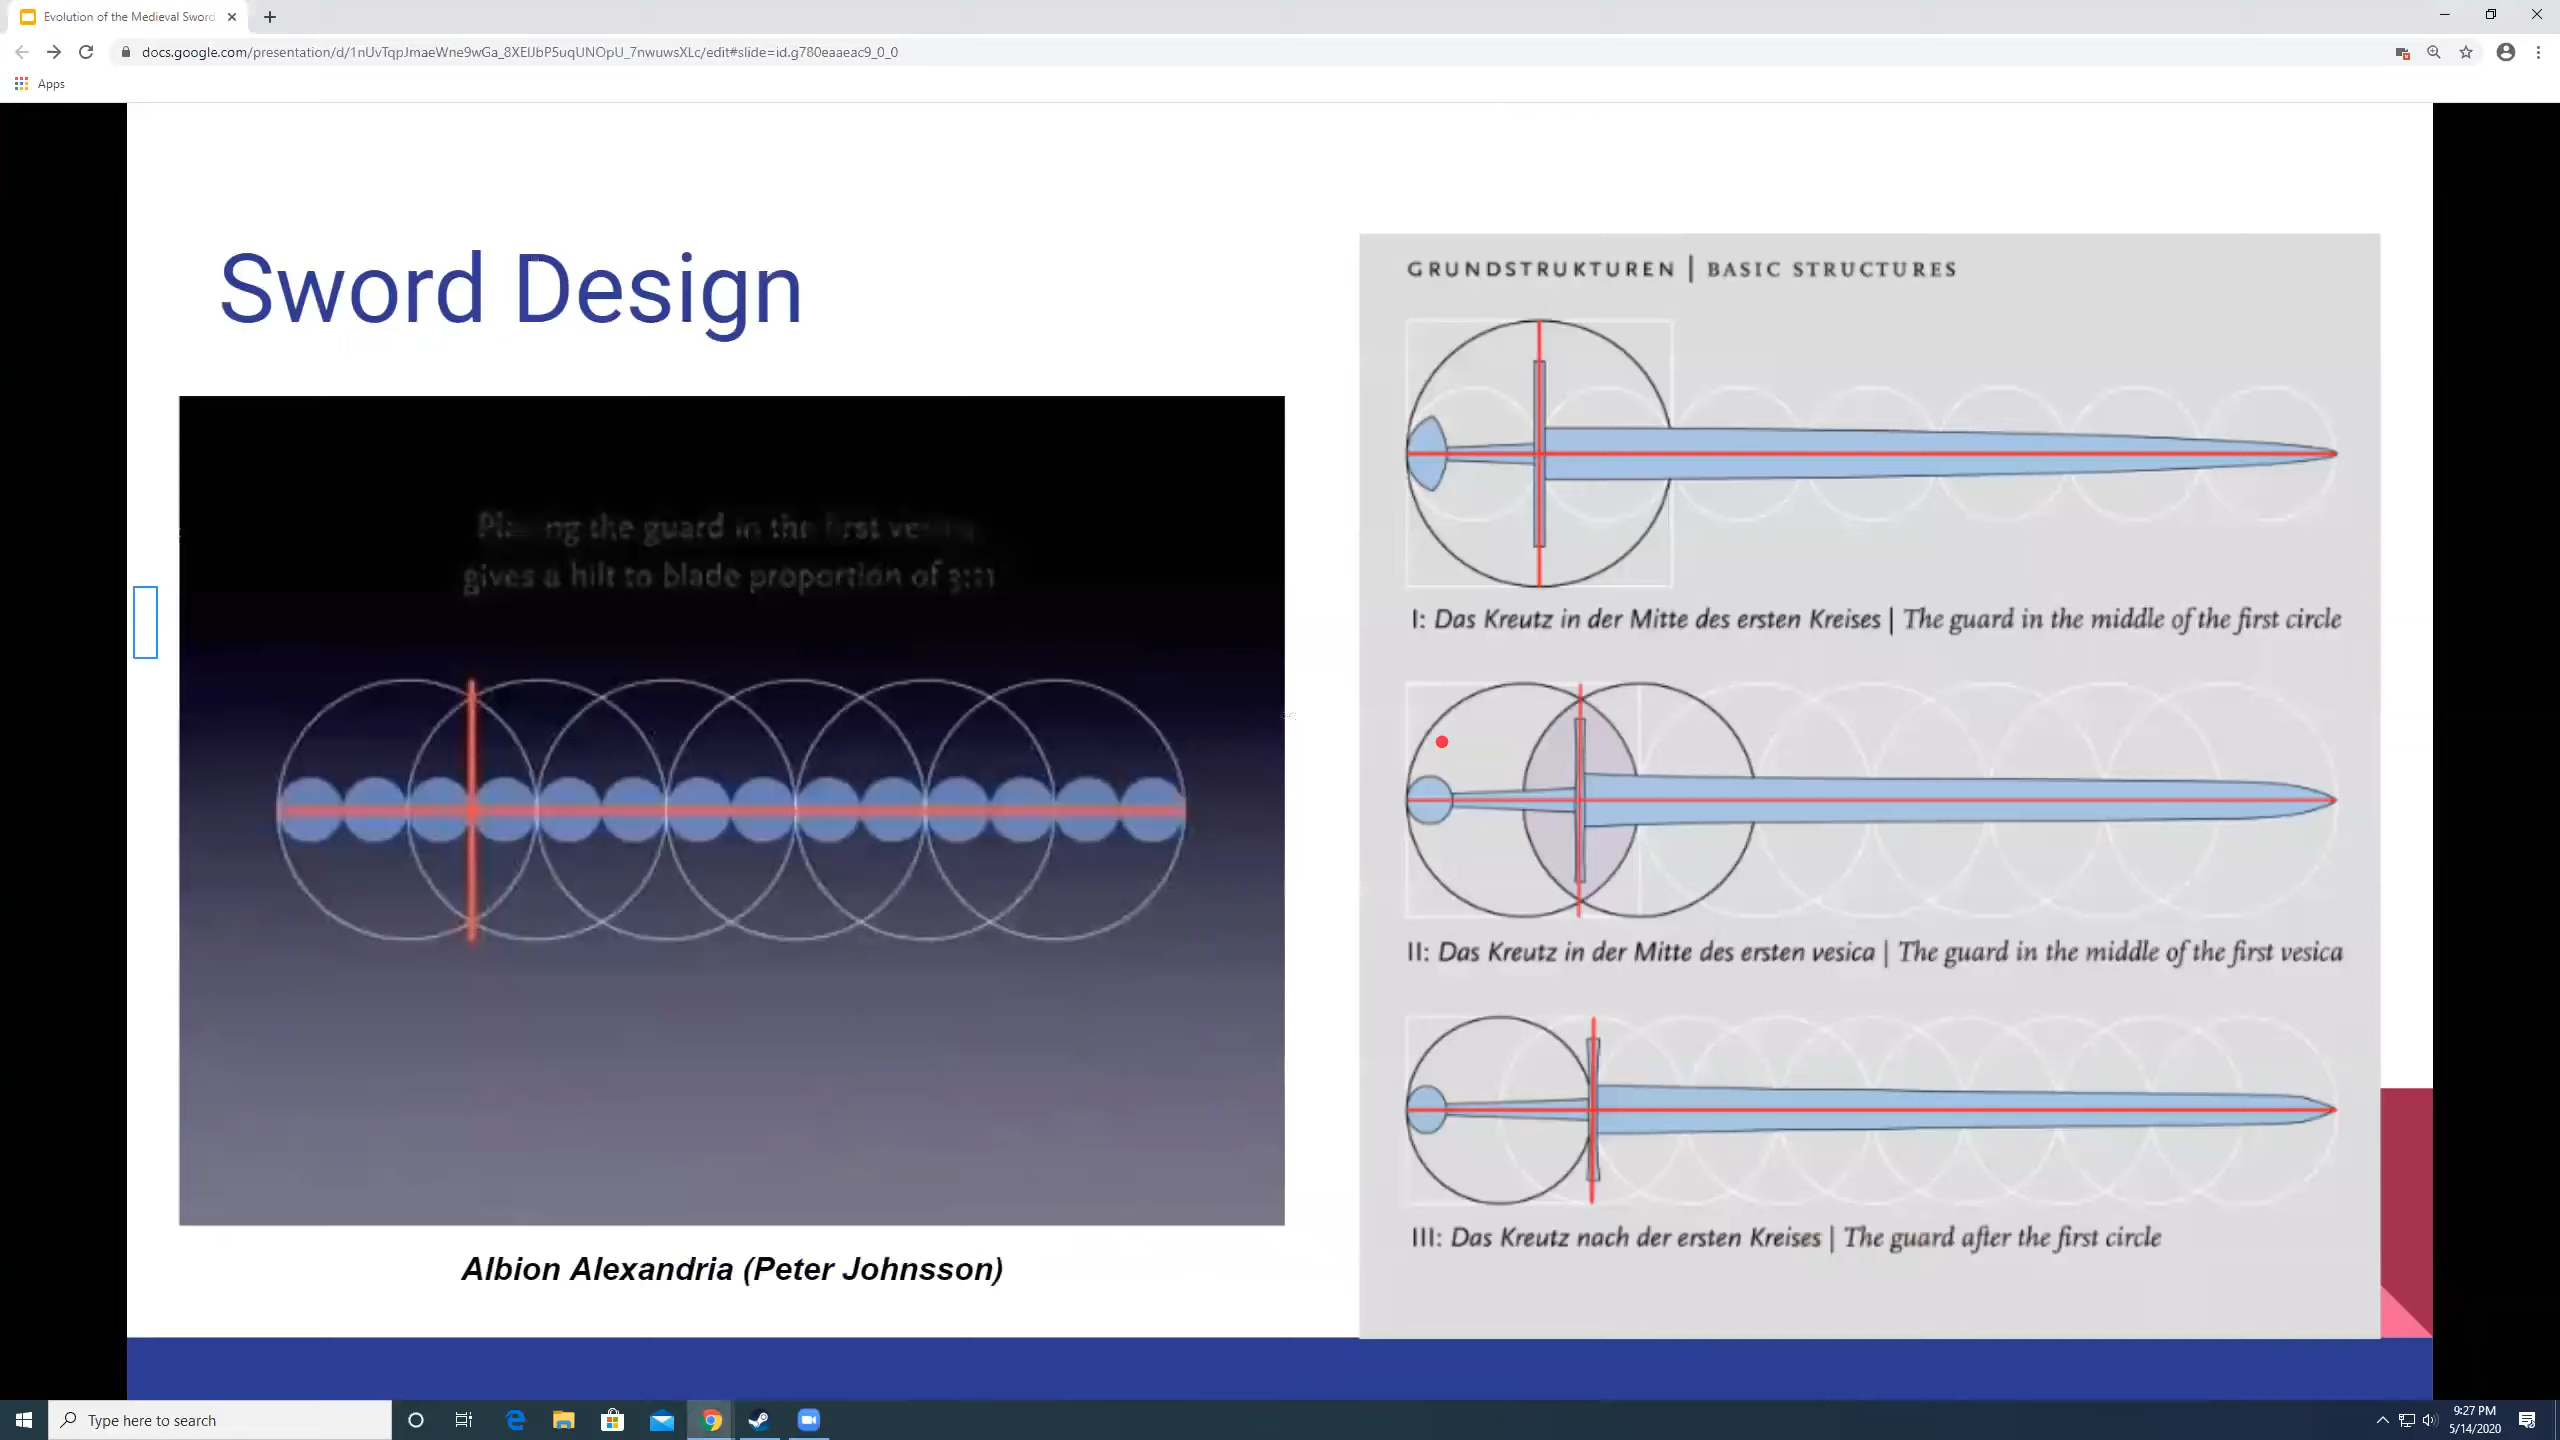 Evolution of the Medieval Sword
docs.google.com/presentation/d/1nUvTqpJmaeWne9wGa_8XEIJbP5uqUNOpU_7nwuwsXLc/edit#slide=id.g780eaaeac9_0_0
Apps
Sword Design
the guard in the first
gives a hilt to blade proportion of 3:11
Albion Alexandria (Peter Johnsson)
GRUNDSTRUKTUREN | BASIC STRUCTURES
I: Das Kreutz in der Mitte des ersten Kreises | The guard in the middle of the first circle
II: Das Kreutz in der Mitte des ersten vesica | The guard in the middle of the first vesica
III: Das Kreutz nach der ersten Kreises | The guard after the first circle
Type here to search
9:27 PM
5/14/2020